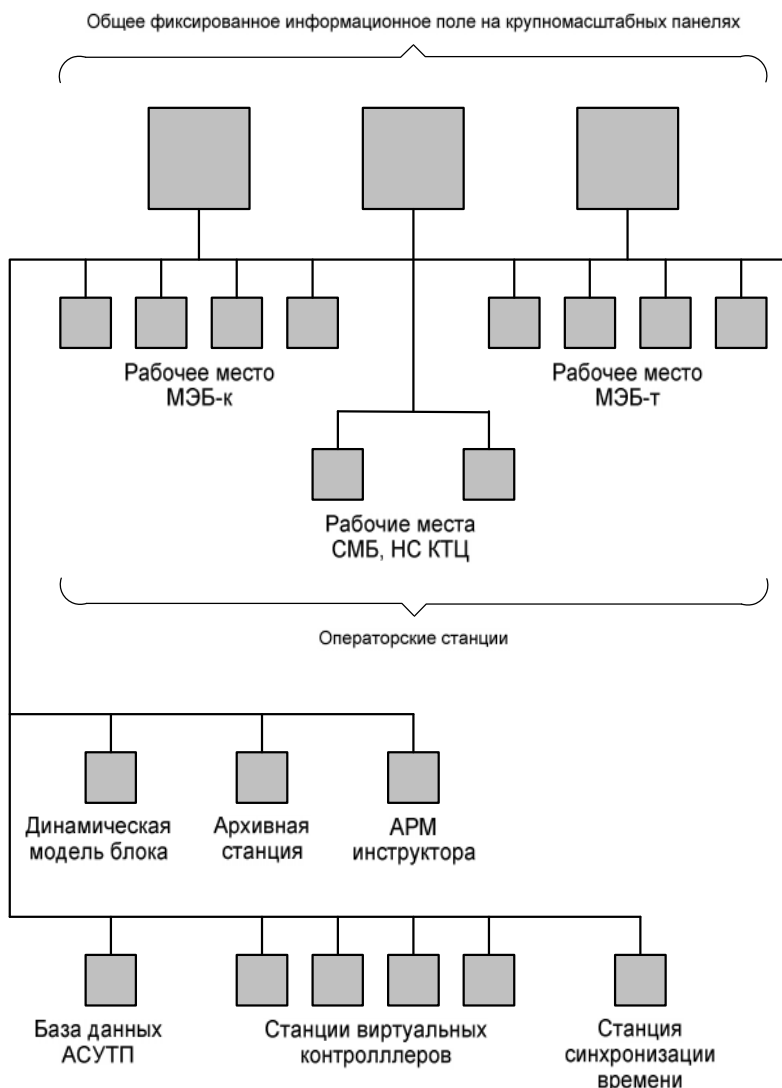 Общее фиксированное информационное поле на крупномасштабных панелях
Рабочее место
МЭБ-к
Рабочее место
МЭБ-т
Рабочие места
СМБ, НС КТЦ
Операторские станции
Динамическая
модель блока
Архивная
станция
АРМ
инструктора
База данных
АСУТП
Станции виртуальных
контролллеров
Станция
синхронизации
времени